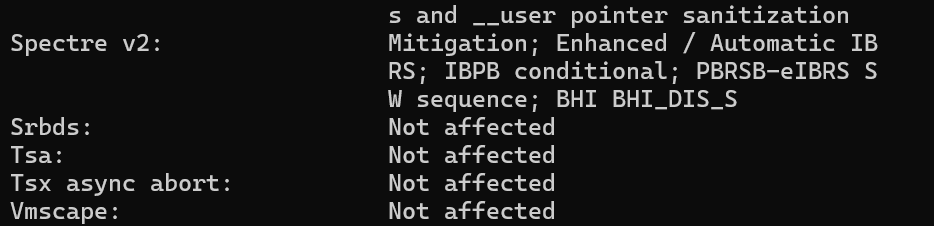 s and __user pointer sanitization
Spectre v2: Mitigation; Enhanced / Automatic IB
RS; IBPB conditional; PBRSB-eIBRS S
W sequence; BHI BHI_DIS_S
Srbds: Not affected
Tsa: Not affected
Tsx async abort: Not affected
Vmscape: Not affected